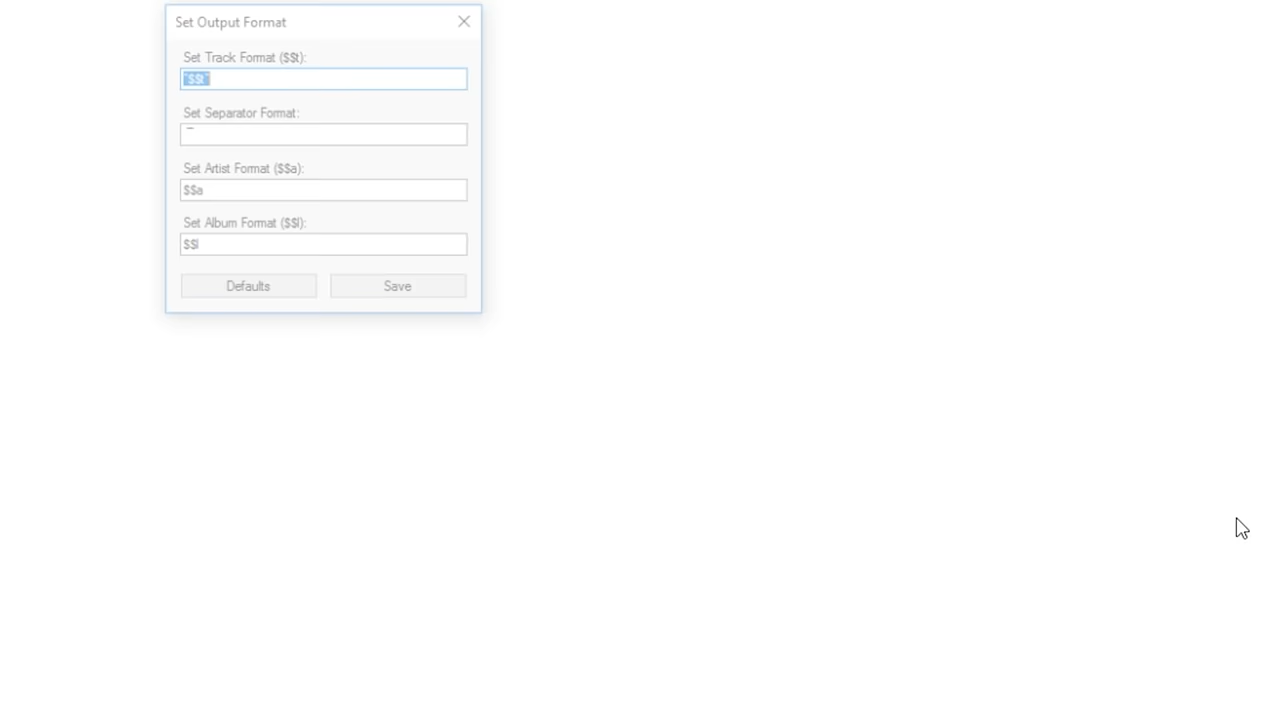 Set Output Format
Set Track Format ($$t):
"$$t"
Set Separator Format:
―
Set Artist Format ($$a):
$$a
Set Album Format ($$l):
$$l
Defaults
Save